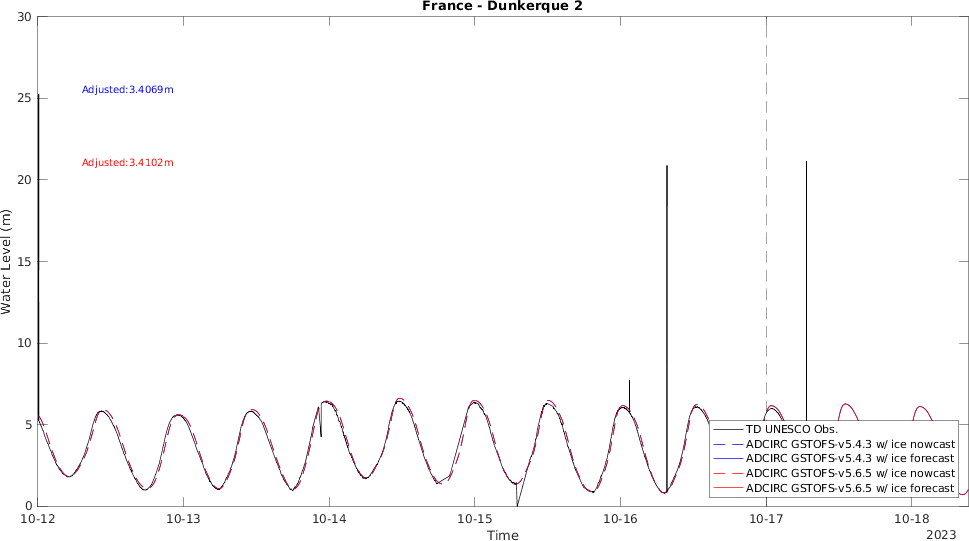 France - Dunkerque 2
30
25
20
15
10
5
0
Water Level (m)
Adjusted:3.4069m
Adjusted:3.4102m
TD UNESCO Obs.
ADCIRC GSTOFS-v5.4.3 w/ ice nowcast
ADCIRC GSTOFS-v5.4.3 w/ ice forecast
ADCIRC GSTOFS-v5.6.5 w/ ice nowcast
ADCIRC GSTOFS-v5.6.5 w/ ice forecast
10-12 10-13 10-14 10-15 10-16 10-17 10-18
Time
2023